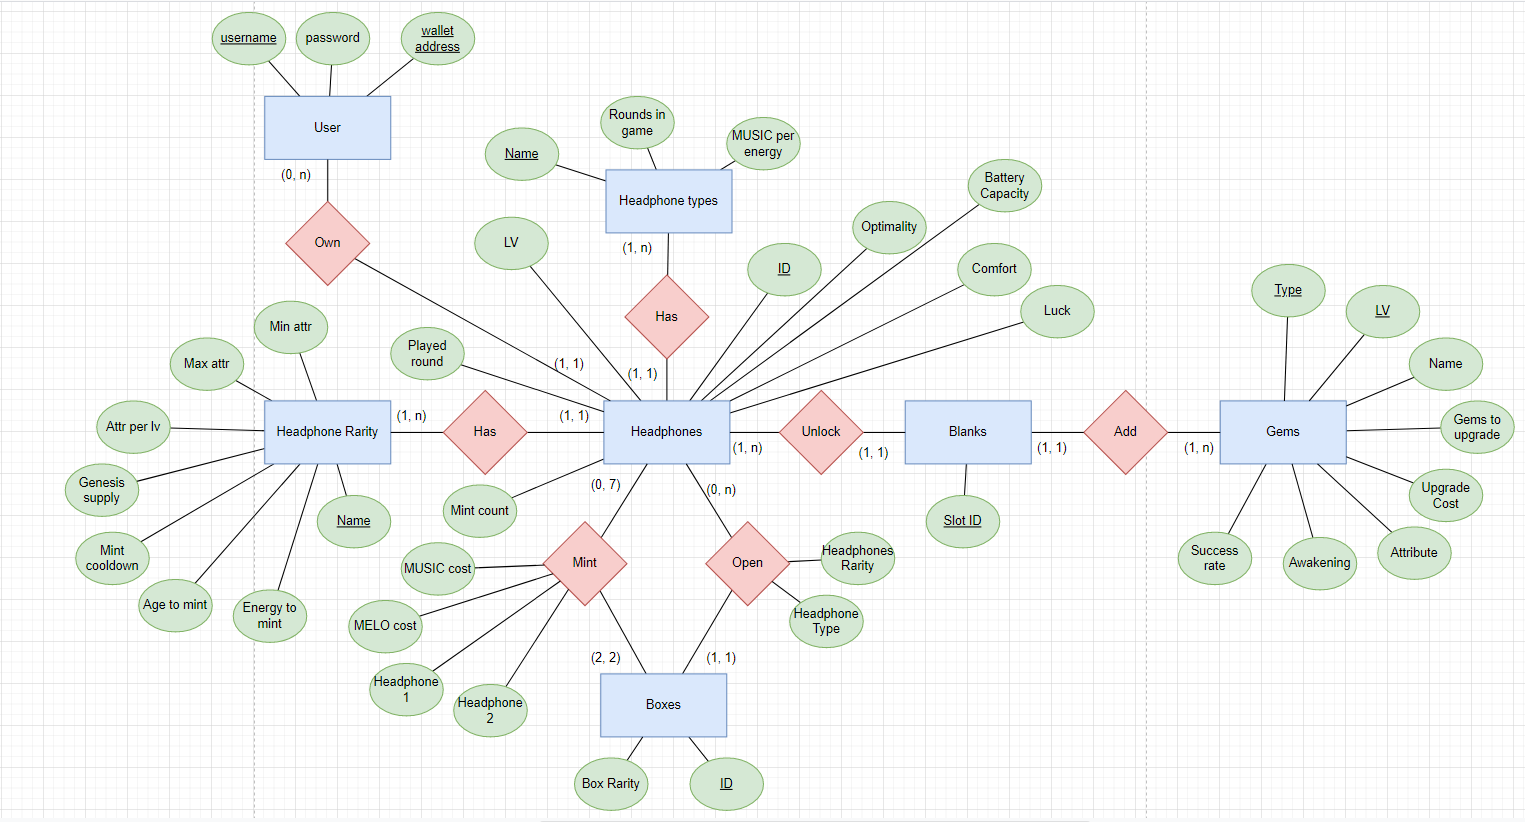 username
password
wallet
address
User
(0, n)
Own
Rounds in
game
MUSIC per
energy
Name
Headphone types
(1, n)
Has
(1, 1)
(1, 1)
LV
ID
Optimality
Battery
Capacity
Comfort
Luck
Played
round
Min attr
Max attr
Attr per lv
Genesis
supply
Mint
cooldown
Age to mint
Energy to
mint
Name
Headphone Rarity
(1, n)
Has
(1, 1)
Headphones
(1, n)
Unlock
(1, 1)
Blanks
Slot ID
(1, 1)
Add
(1, n)
Gems
Type
LV
Name
Gems to
upgrade
Upgrade
Cost
Attribute
Awakening
Success
rate
Mint count
(0, 7)
(0, n)
Mint
MUSIC cost
MELO cost
Headphone
1
Headphone
2
Open
Headphones
Rarity
Headphone
Type
(2, 2)
(1, 1)
Boxes
Box Rarity
ID